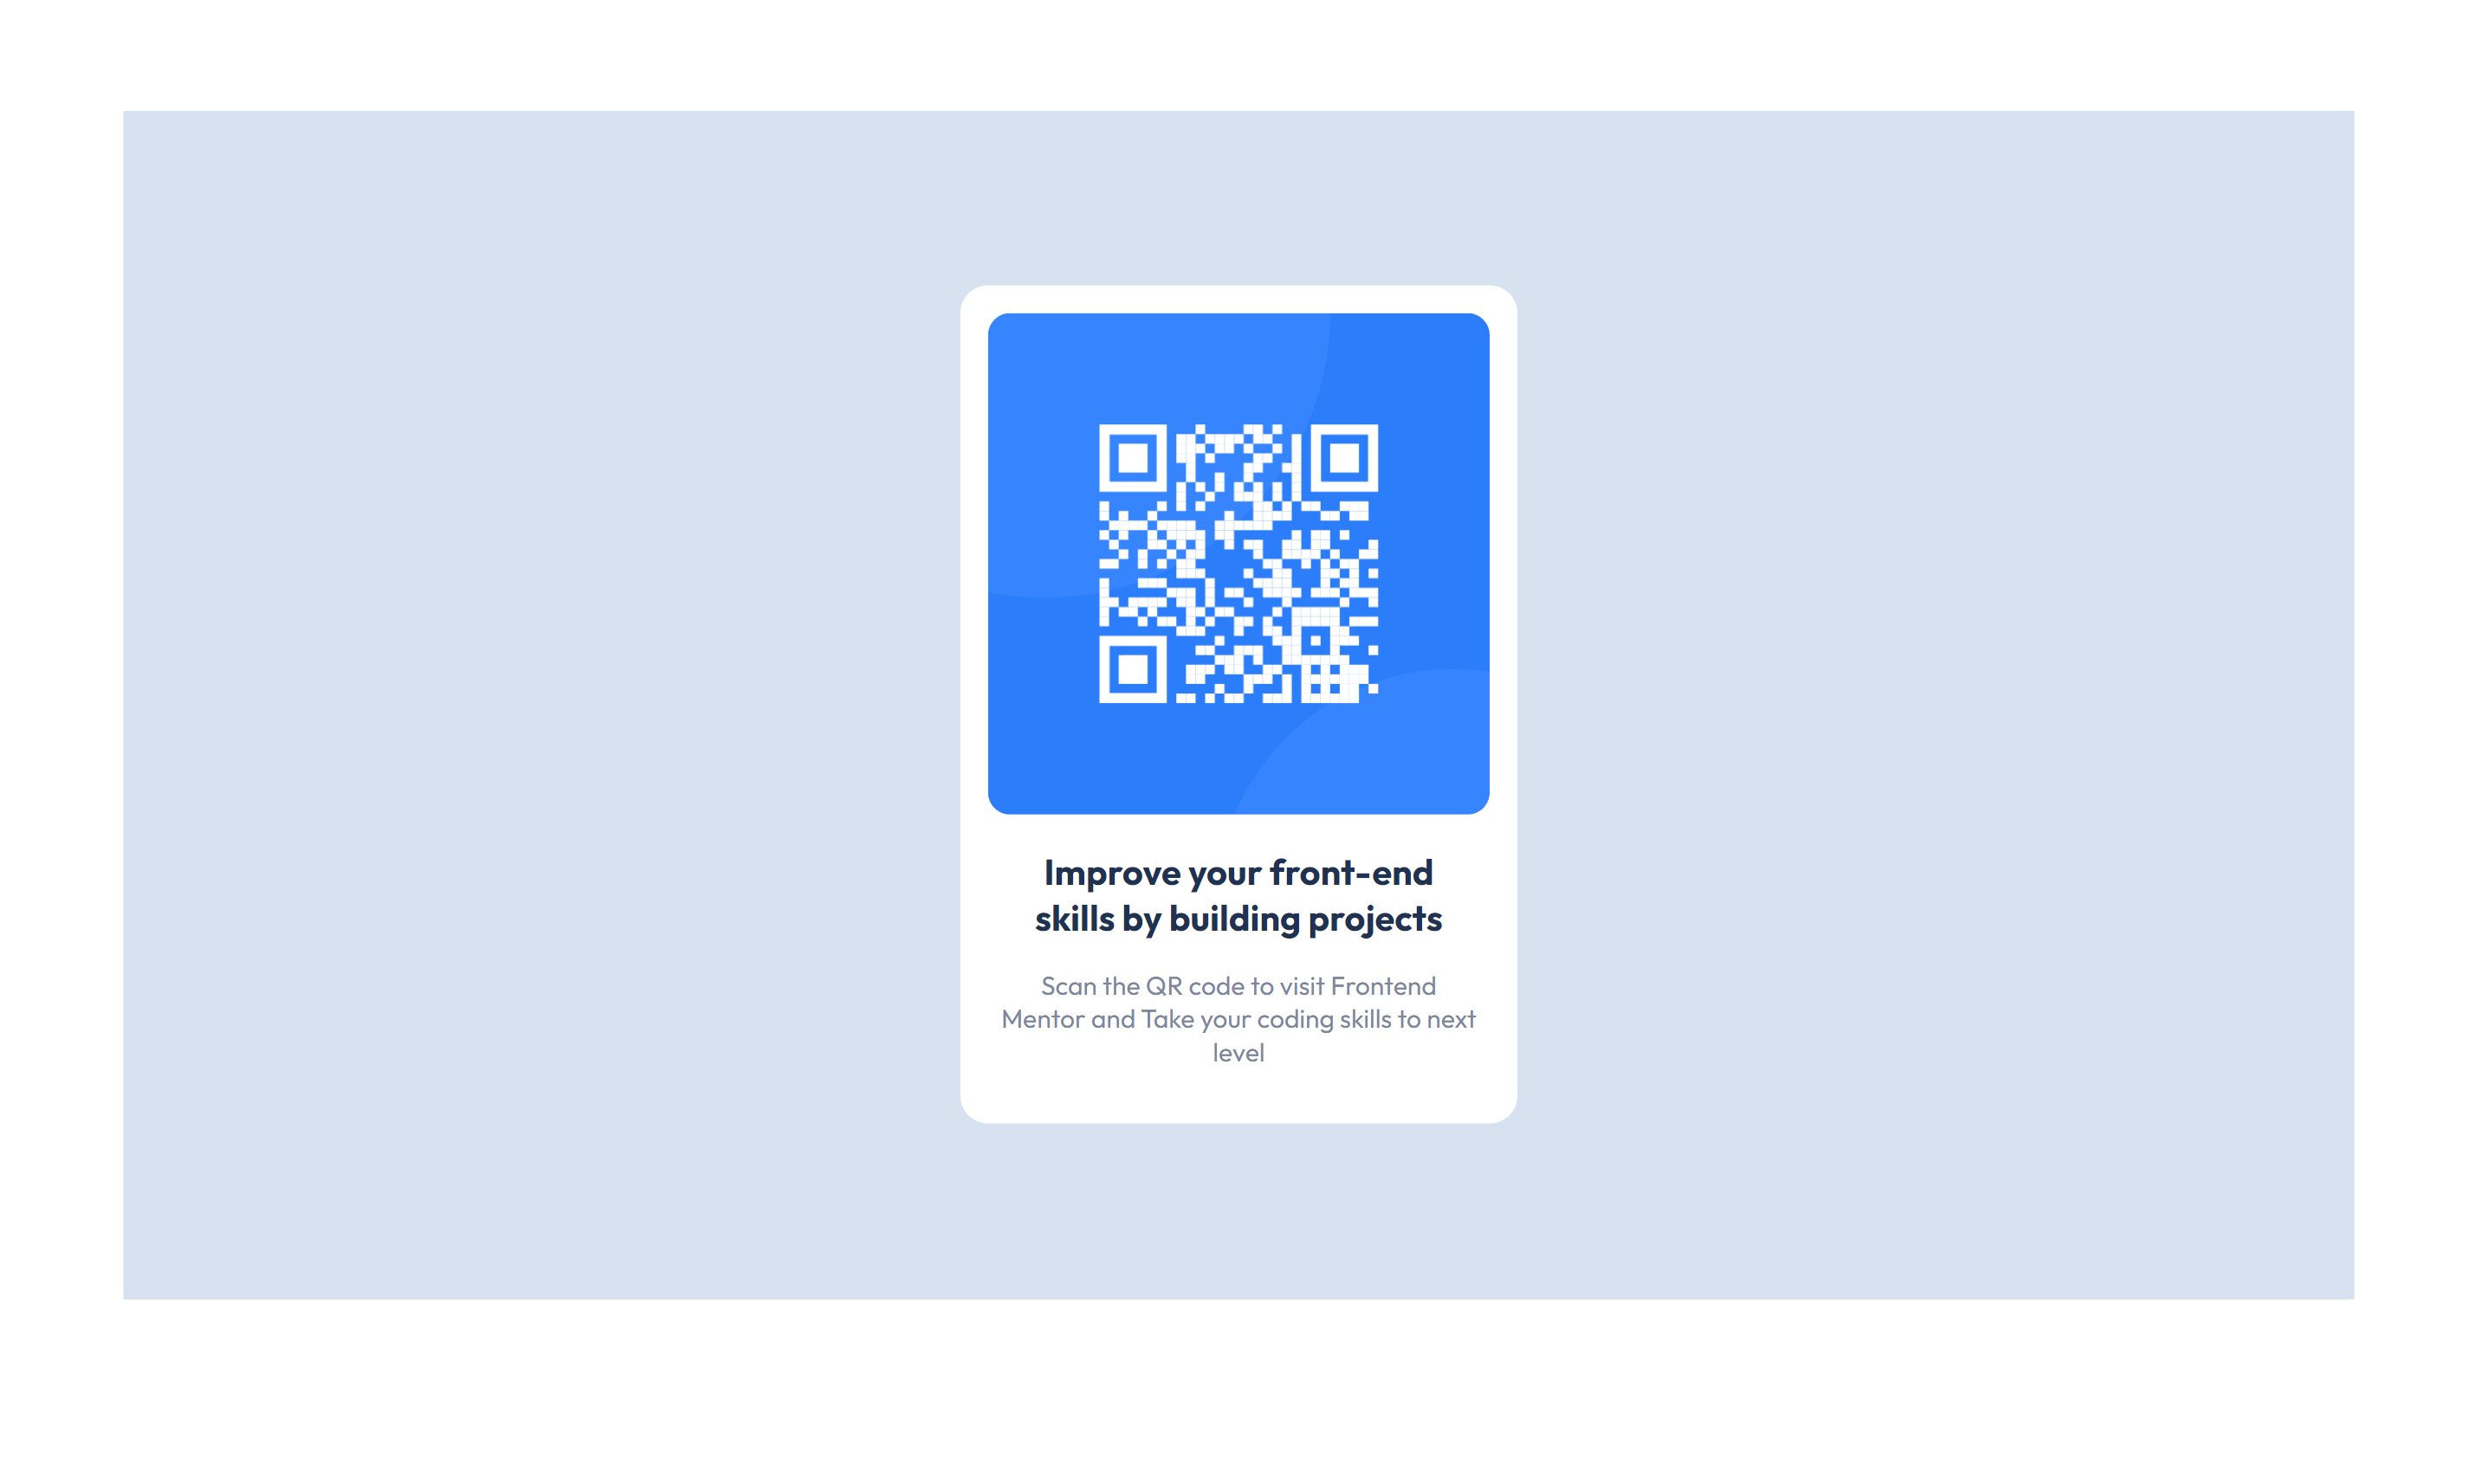 Improve your front-end
skills by building projects
Scan the QR code to visit Frontend
Mentor and Take your coding skills to next
level